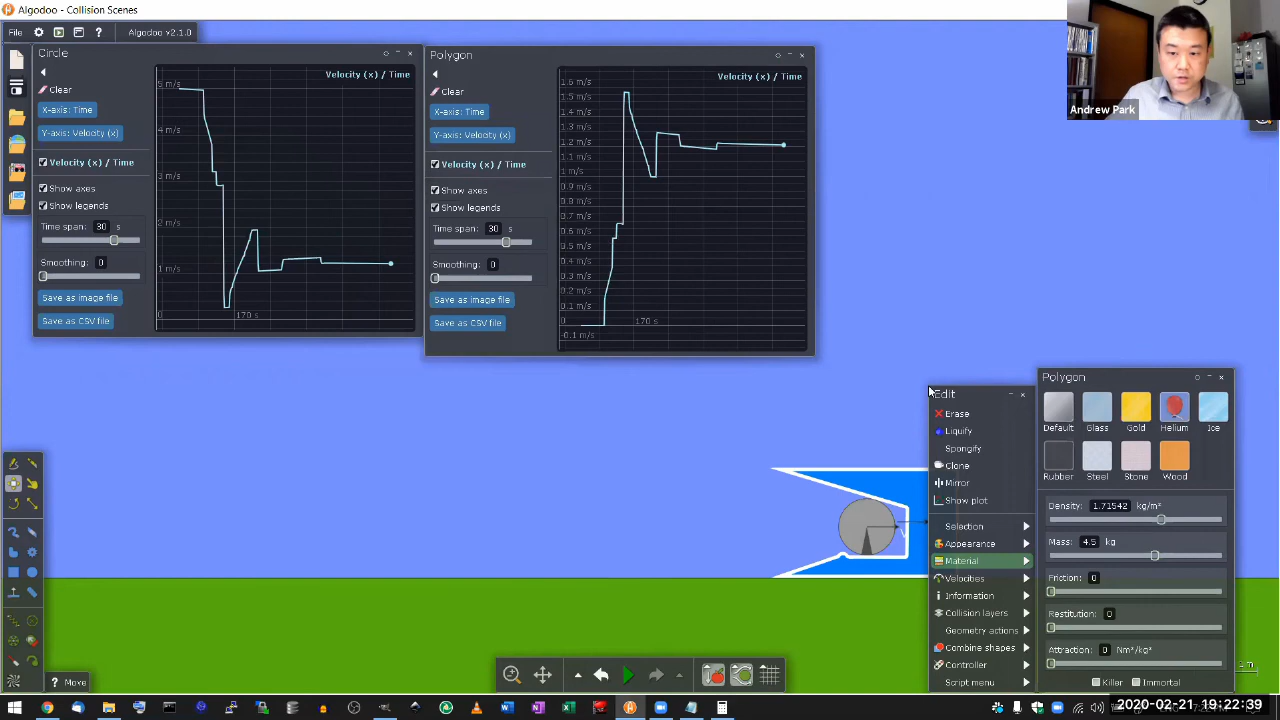 Algodoo - Collision Scenes
File
?
Algodoo v2.1.0
Andrew Park
Circle
Clear
X-axis: Time
Y-axis: Velocity (x)
Velocity (x) / Time
Show axes
Show legends
Time span: 30 s
Smoothing: 0
Save as image file
Save as CSV file
Velocity (x) / Time
5 m/s
4 m/s
3 m/s
2 m/s
1 m/s
0
170 s
Polygon
Clear
X-axis: Time
Y-axis: Velocity (x)
Velocity (x) / Time
Show axes
Show legends
Time span: 30 s
Smoothing: 0
Save as image file
Save as CSV file
Velocity (x) / Time
1.6 m/s
1.5 m/s
1.4 m/s
1.3 m/s
1.2 m/s
1.1 m/s
1 m/s
0.9 m/s
0.8 m/s
0.7 m/s
0.6 m/s
0.5 m/s
0.4 m/s
0.3 m/s
0.2 m/s
0.1 m/s
0
-0.1 m/s
170 s
Edit
Erase
Liquify
Spongify
Clone
Mirror
Show plot
Selection
Appearance
Material
Velocities
Information
Collision layers
Geometry actions
Combine shapes
Controller
Script menu
Polygon
Default Glass Gold Helium Ice
Rubber Steel Stone Wood
Density: 1.71542 kg/m²
Mass: 4.5 kg
Friction: 0
Restitution: 0
Attraction: 0 Nm²/kg²
Killer Immortal
Move
1 m
2020-02-21 19:22:39